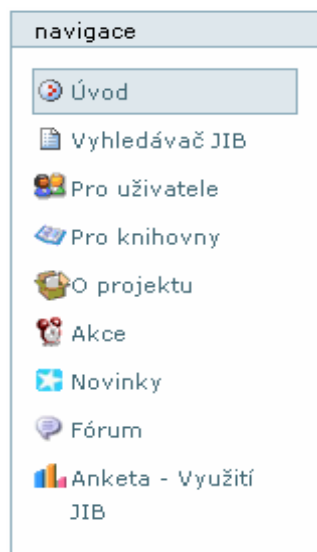 navigace
Úvod
Vyhledávač JIB
Pro uživatele
Pro knihovny
O projektu
Akce
Novinky
Fórum
Anketa - Využití
JIB